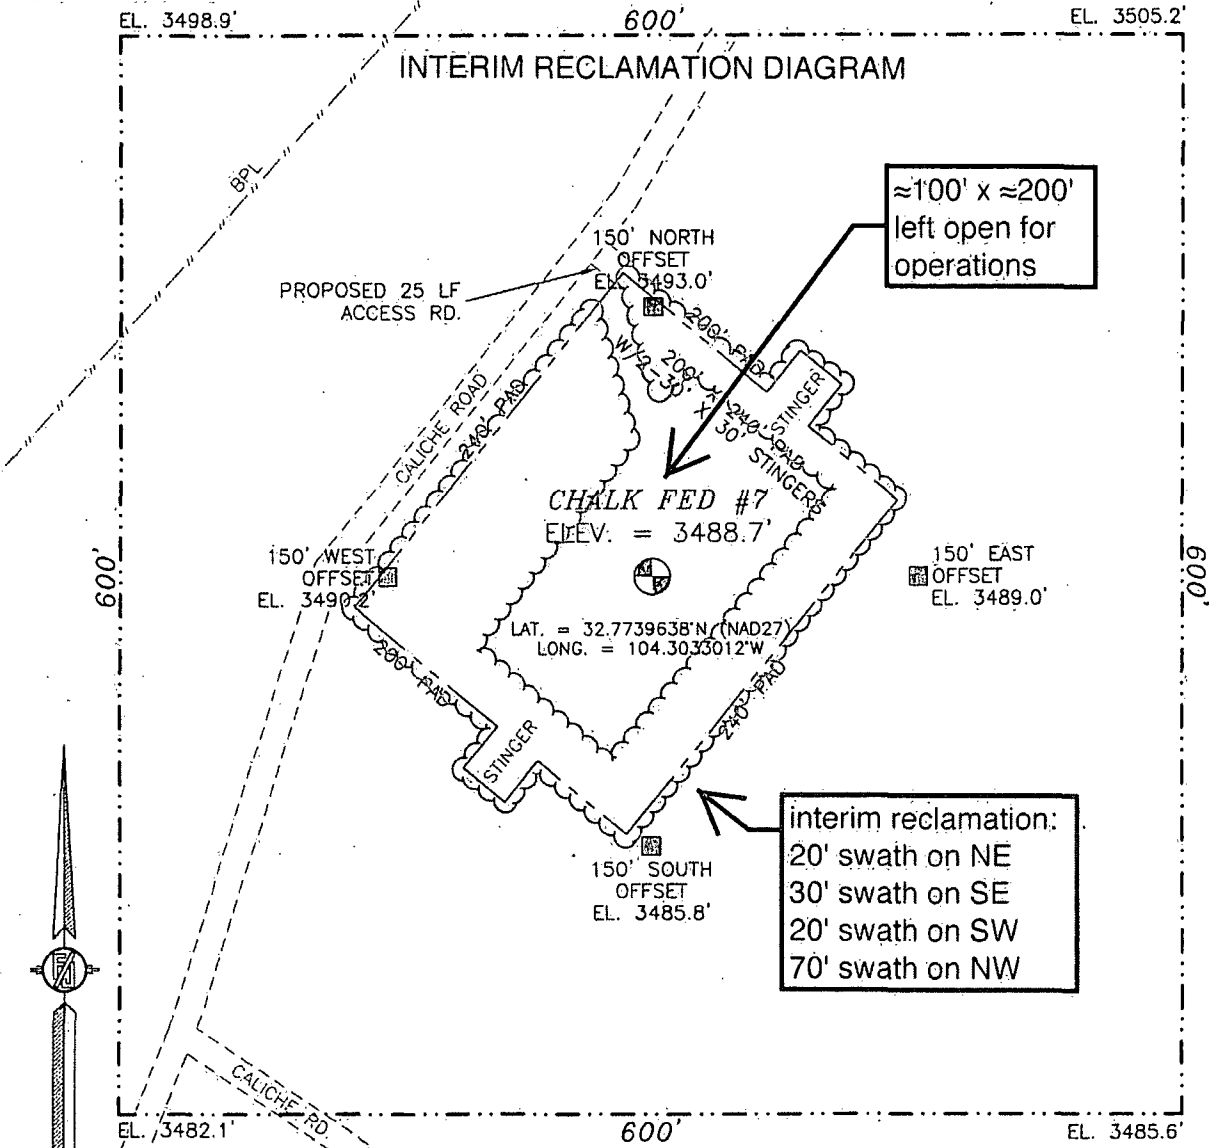 EL. 3498.9'
600'
EL. 3505.2'
INTERIM RECLAMATION DIAGRAM
BPL
≈100' x ≈200'
left open for
operations
150' NORTH
OFFSET
EL. 3493.0'
PROPOSED 25 LF
ACCESS RD.
200' PAD
STINGER
240' PAD
CALICHE ROAD
200' X 240' PAD
W/2-30' X 30' STINGERS
CHALK FED #7
ELEV. = 3488.7'
600'
150' WEST
OFFSET
EL. 3490.2'
150' EAST
OFFSET
EL. 3489.0'
600'
LAT. = 32.7739638°N (NAD27)
LONG. = 104.3033012°W
200' PAD
240' PAD
STINGER
interim reclamation:
20' swath on NE
30' swath on SE
20' swath on SW
70' swath on NW
150' SOUTH
OFFSET
EL. 3485.8'
CALICHE RD.
EL. 3482.1'
600'
EL. 3485.6'